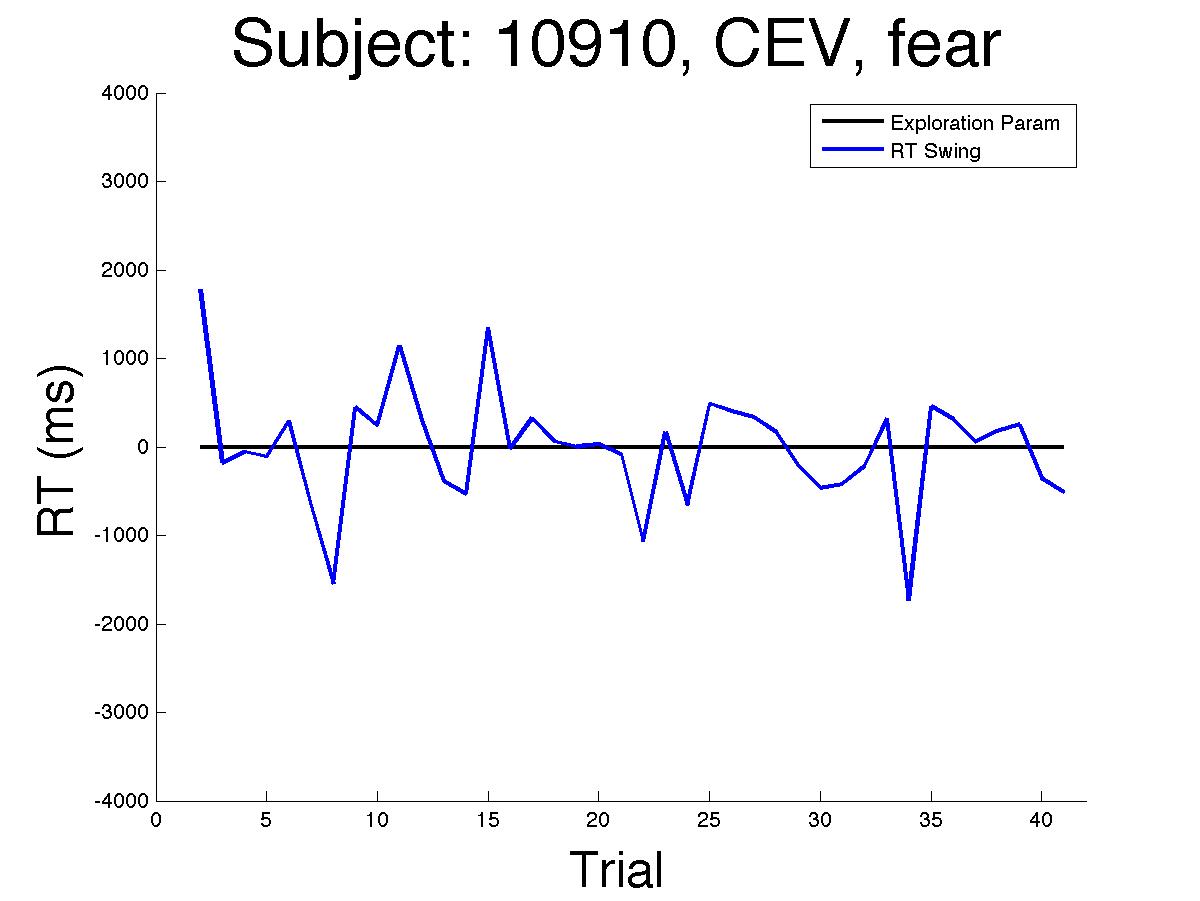 Subject: 10910, CEV, fear
4000
3000
2000
1000
0
-1000
-2000
-3000
-4000
RT (ms)
Exploration Param
RT Swing
0 5 10 15 20 25 30 35 40
Trial